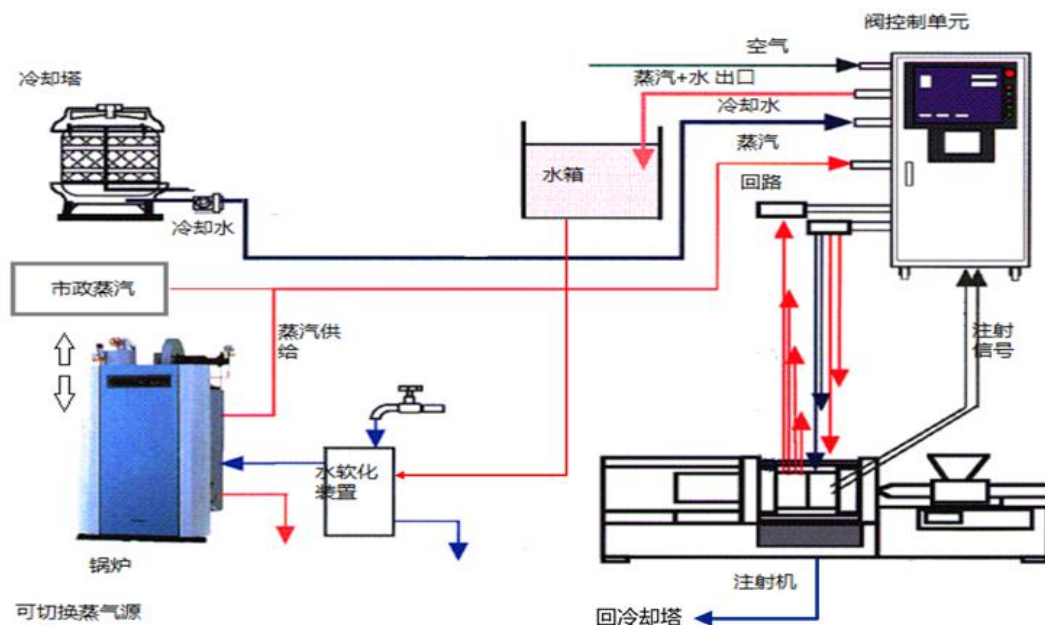 阀控制单元
空气
冷却塔
蒸汽+水 出口
冷却水
蒸汽
水箱
回路
冷却水
市政蒸汽
蒸汽供
给
注射
信号
水软化
装置
锅炉
注射机
可切换蒸气源
回冷却塔